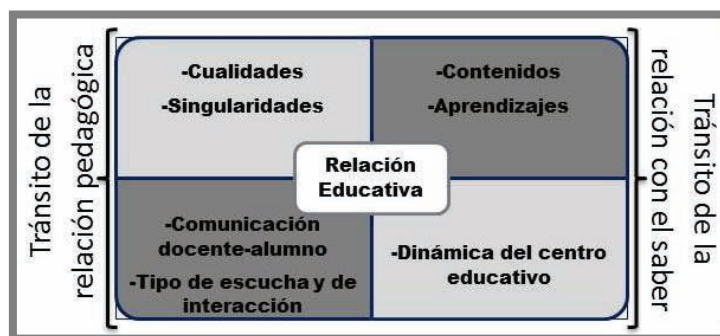 Tránsito de la
relación pedagógica
-Cualidades
-Singularidades
-Contenidos
-Aprendizajes
Relación
Educativa
-Comunicación
docente-alumno
-Tipo de escucha y de
interacción
-Dinámica del centro
educativo
Tránsito de la
relación con el saber